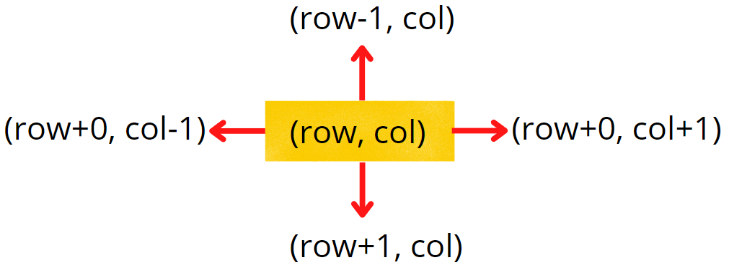 (row-1, col)
(row+0, col-1)
(row, col)
(row+0, col+1)
(row+1, col)